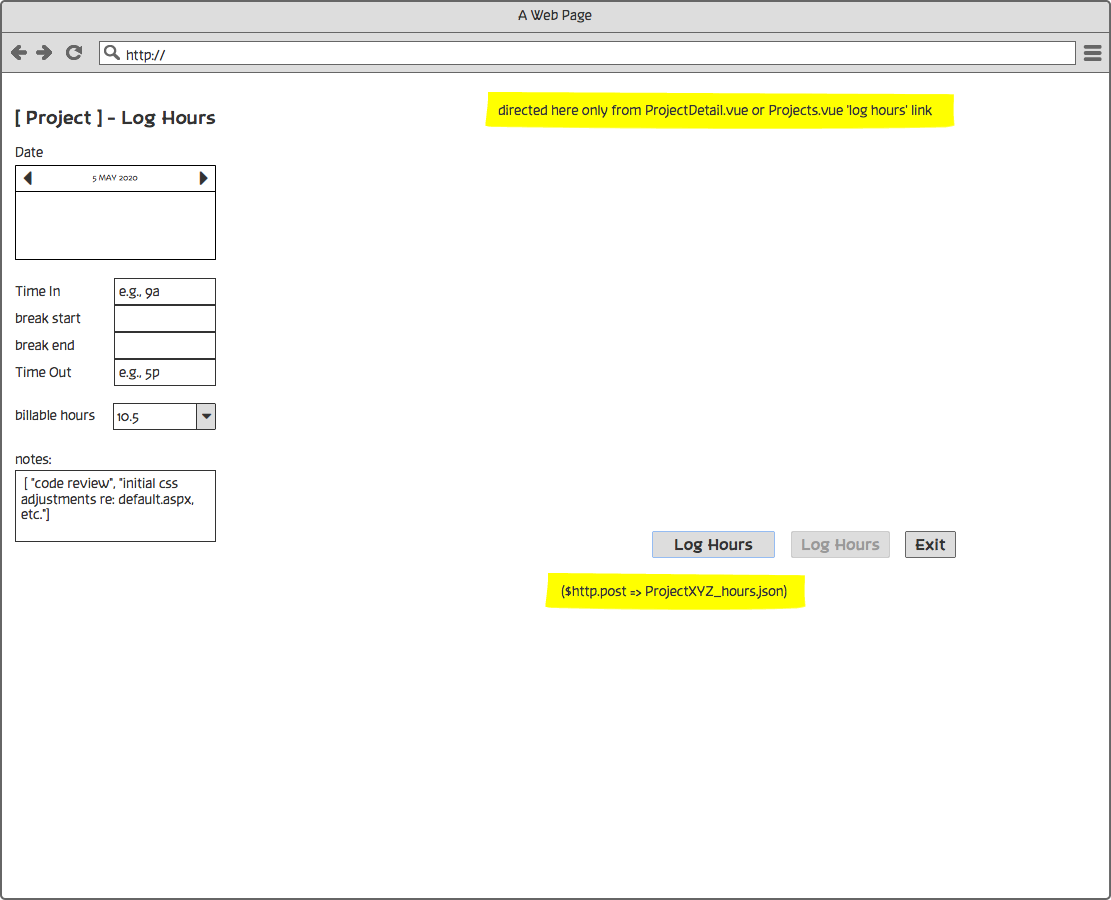 A Web Page
http://
[ Project ] - Log Hours
directed here only from ProjectDetail.vue or Projects.vue 'log hours' link
Date
5 MAY 2020
Time In
e.g., 9a
break start
break end
Time Out
e.g., 5p
billable hours
10.5
notes:
[ "code review", "initial css
adjustments re: default.aspx,
etc."]
Log Hours
Log Hours
Exit
($http.post => ProjectXYZ_hours.json)